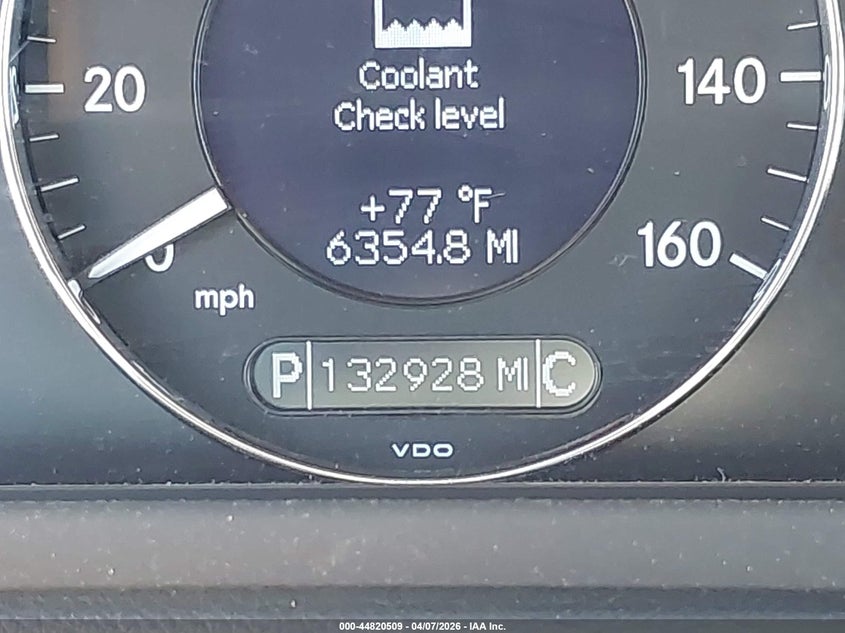 Coolant
Check level
20
140
+77 °F
6354.8 MI
0
160
mph
P 132928 MI C
VDO
000-44820509 - 04/07/2026 - IAA Inc.